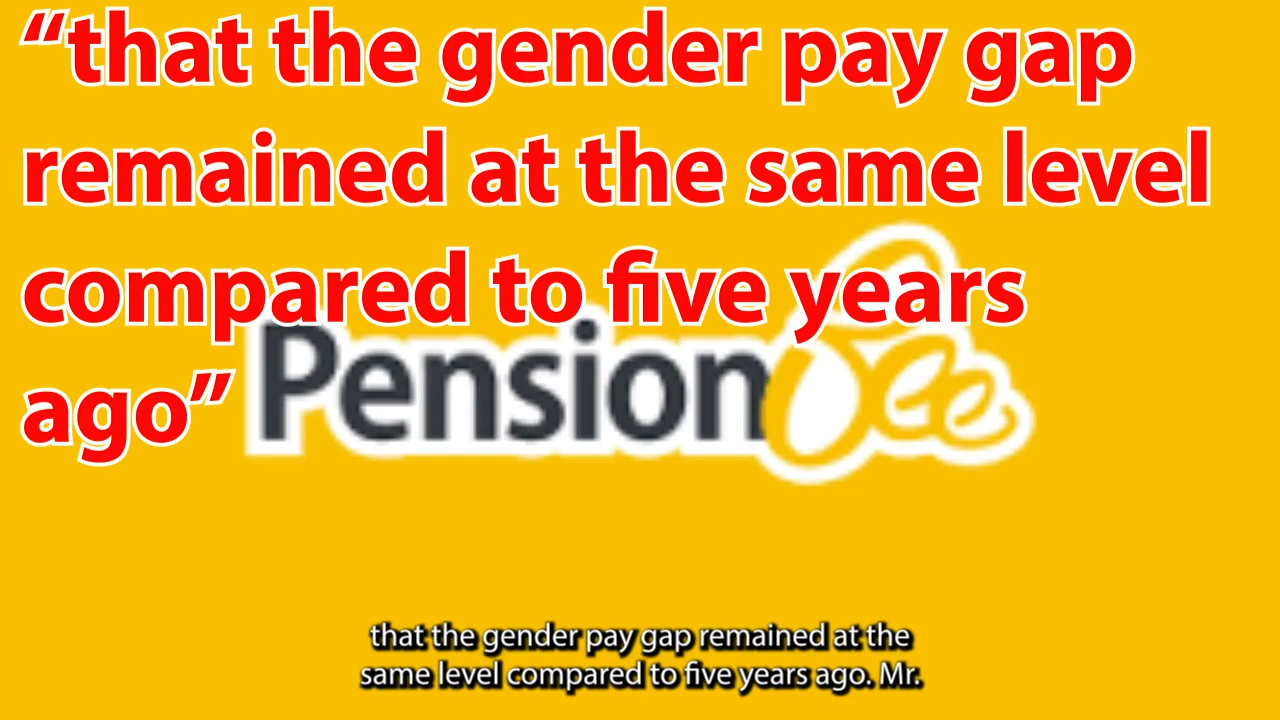 “that the gender pay gap
remained at the same level
compared to five years
ago”
PensionBee
that the gender pay gap remained at the
same level compared to five years ago. Mr.